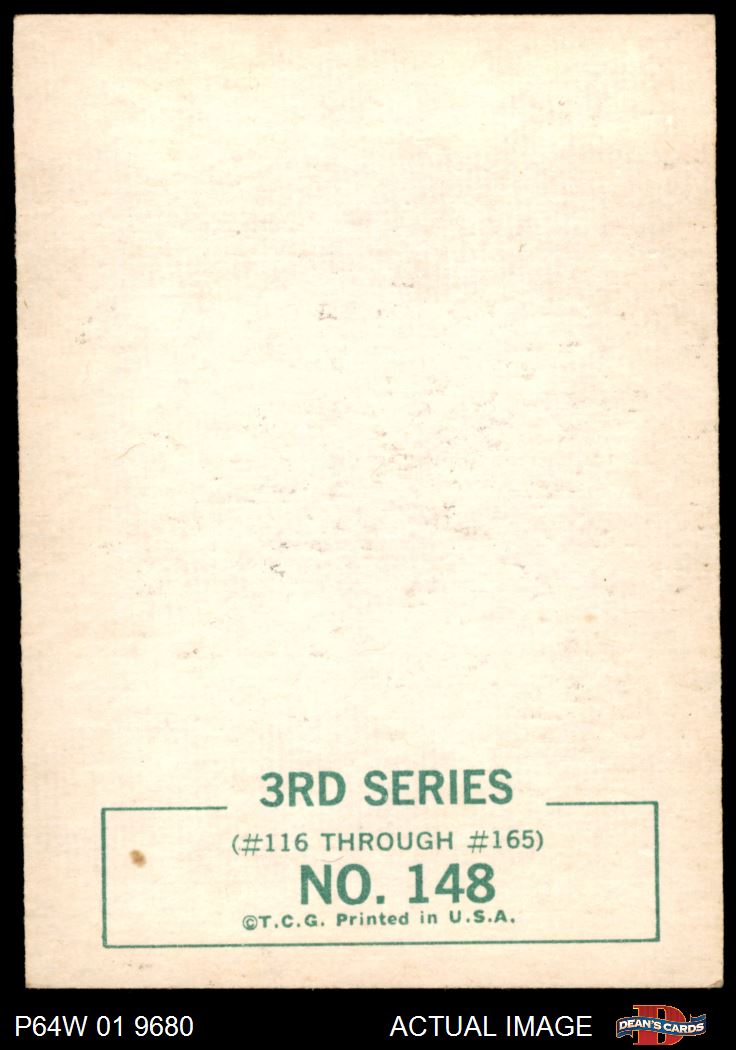 3RD SERIES
(#116 THROUGH #165)
NO. 148
©T.C.G. Printed in U.S.A.
P64W 01 9680
ACTUAL IMAGE
D
DEAN'S CARDS